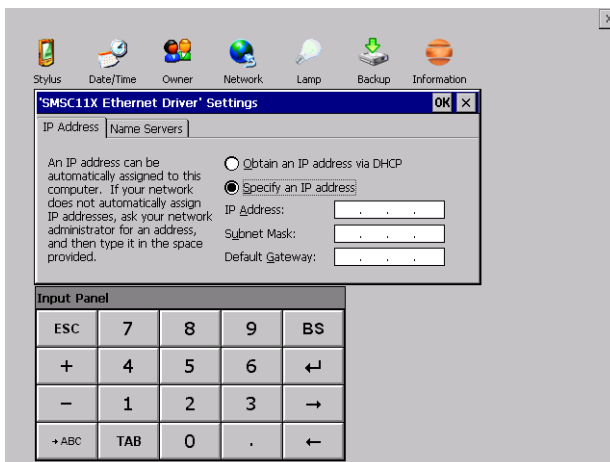 Stylus Date/Time Owner Network Lamp Backup Information
'SMSC11X Ethernet Driver' Settings OK ×
IP Address Name Servers
An IP address can be
automatically assigned to this
computer. If your network
does not automatically assign
IP addresses, ask your network
administrator for an address,
and then type it in the space
provided.
Obtain an IP address via DHCP
Specify an IP address
IP Address: . . .
Subnet Mask: . . .
Default Gateway: . . .
Input Panel
ESC 7 8 9 BS
+ 4 5 6 ↵
− 1 2 3 →
→ABC TAB 0 . ←